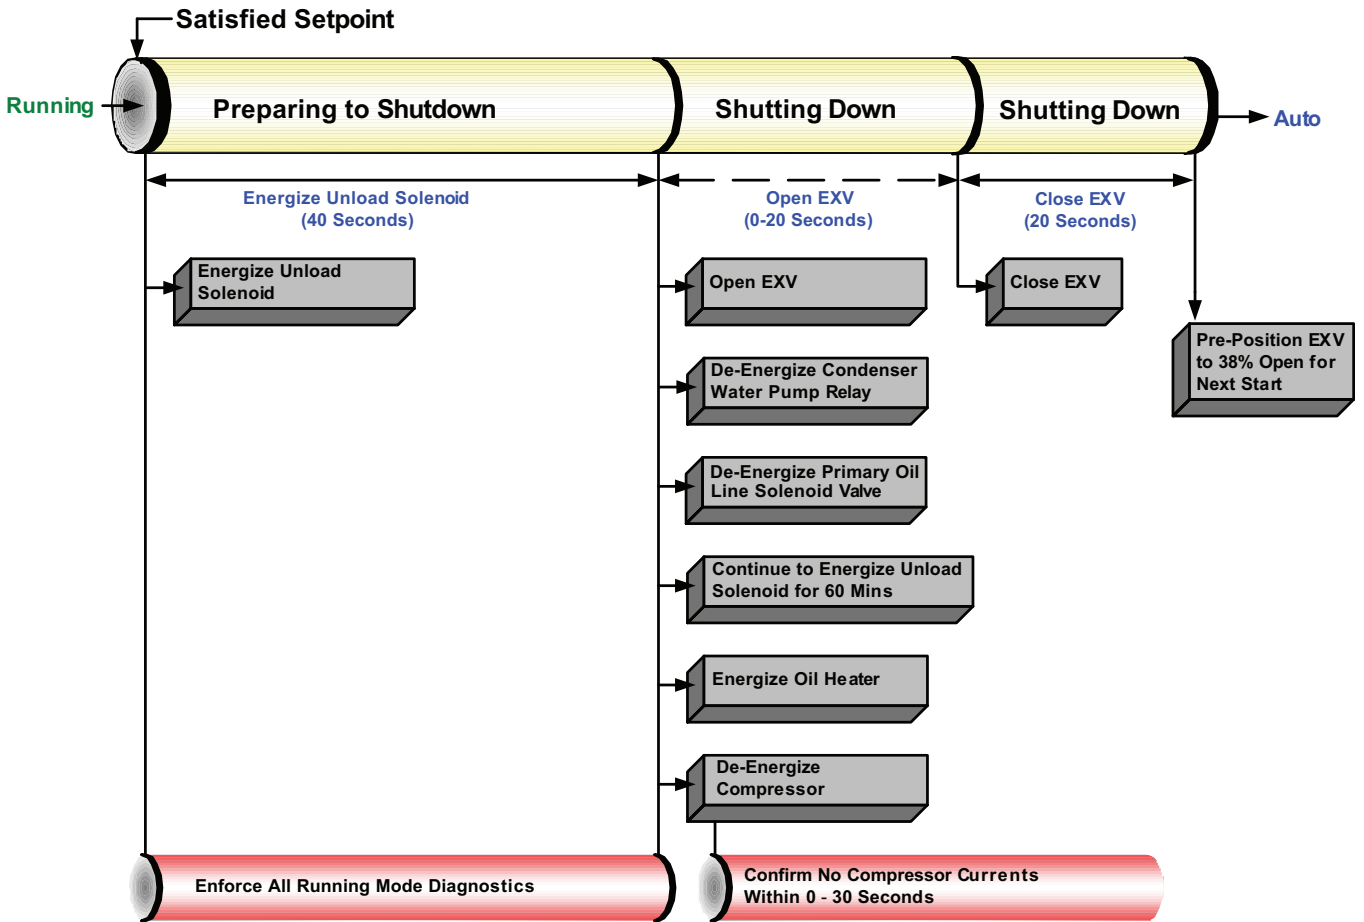 Satisfied Setpoint
Running
Preparing to Shutdown
Shutting Down
Shutting Down
Auto
Energize Unload Solenoid
(40 Seconds)
Open EXV
(0-20 Seconds)
Close EXV
(20 Seconds)
Energize Unload
Solenoid
Open EXV
Close EXV
Pre-Position EXV
to 38% Open for
Next Start
De-Energize Condenser
Water Pump Relay
De-Energize Primary Oil
Line Solenoid Valve
Continue to Energize Unload
Solenoid for 60 Mins
Energize Oil Heater
De-Energize
Compressor
Enforce All Running Mode Diagnostics
Confirm No Compressor Currents
Within 0 - 30 Seconds